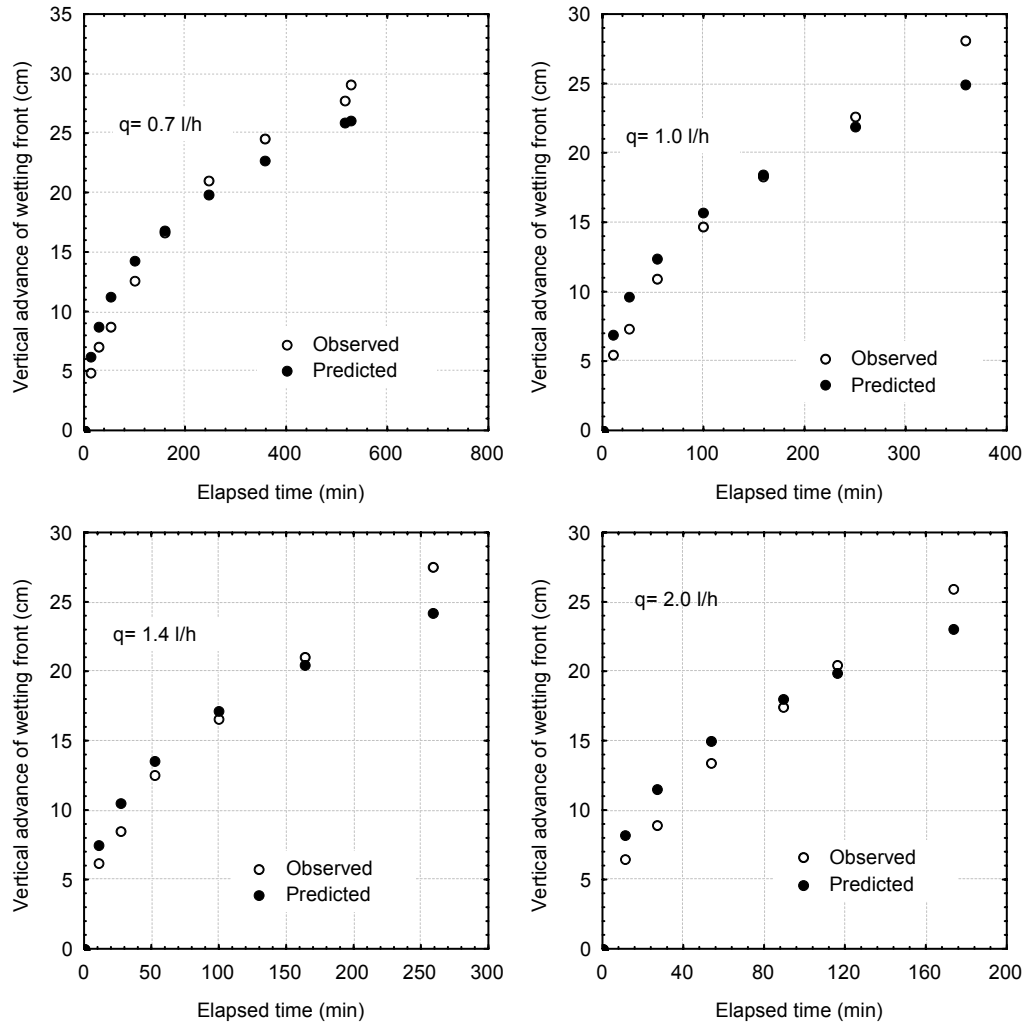 35
30
25
20
15
10
5
0
Vertical advance of wetting front (cm)
q= 0.7 l/h
Observed
Predicted
0 200 400 600 800
Elapsed time (min)
30
25
20
15
10
5
0
Vertical advance of wetting front (cm)
q= 1.0 l/h
Observed
Predicted
0 100 200 300 400
Elapsed time (min)
30
25
20
15
10
5
0
Vertical advance of wetting front (cm)
q= 1.4 l/h
Observed
Predicted
0 50 100 150 200 250 300
Elapsed time (min)
30
25
20
15
10
5
0
Vertical advance of wetting front (cm)
q= 2.0 l/h
Observed
Predicted
0 40 80 120 160 200
Elapsed time (min)